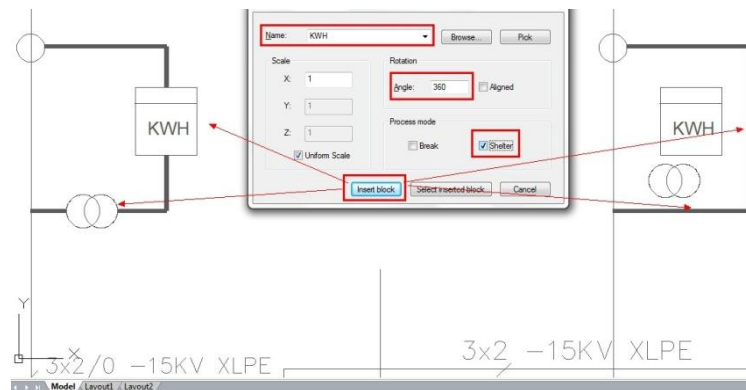 Name: KWH Browse... Pick
Scale Rotation
X: 1 Angle: 360 Aligned
Y: 1
Process mode
Z: 1 Break Shelter
Uniform Scale
Insert block Select inserted block Cancel
KWH KWH
Y
X
3x2/0 -15KV XLPE 3x2 -15KV XLPE
Model Layout1 Layout2